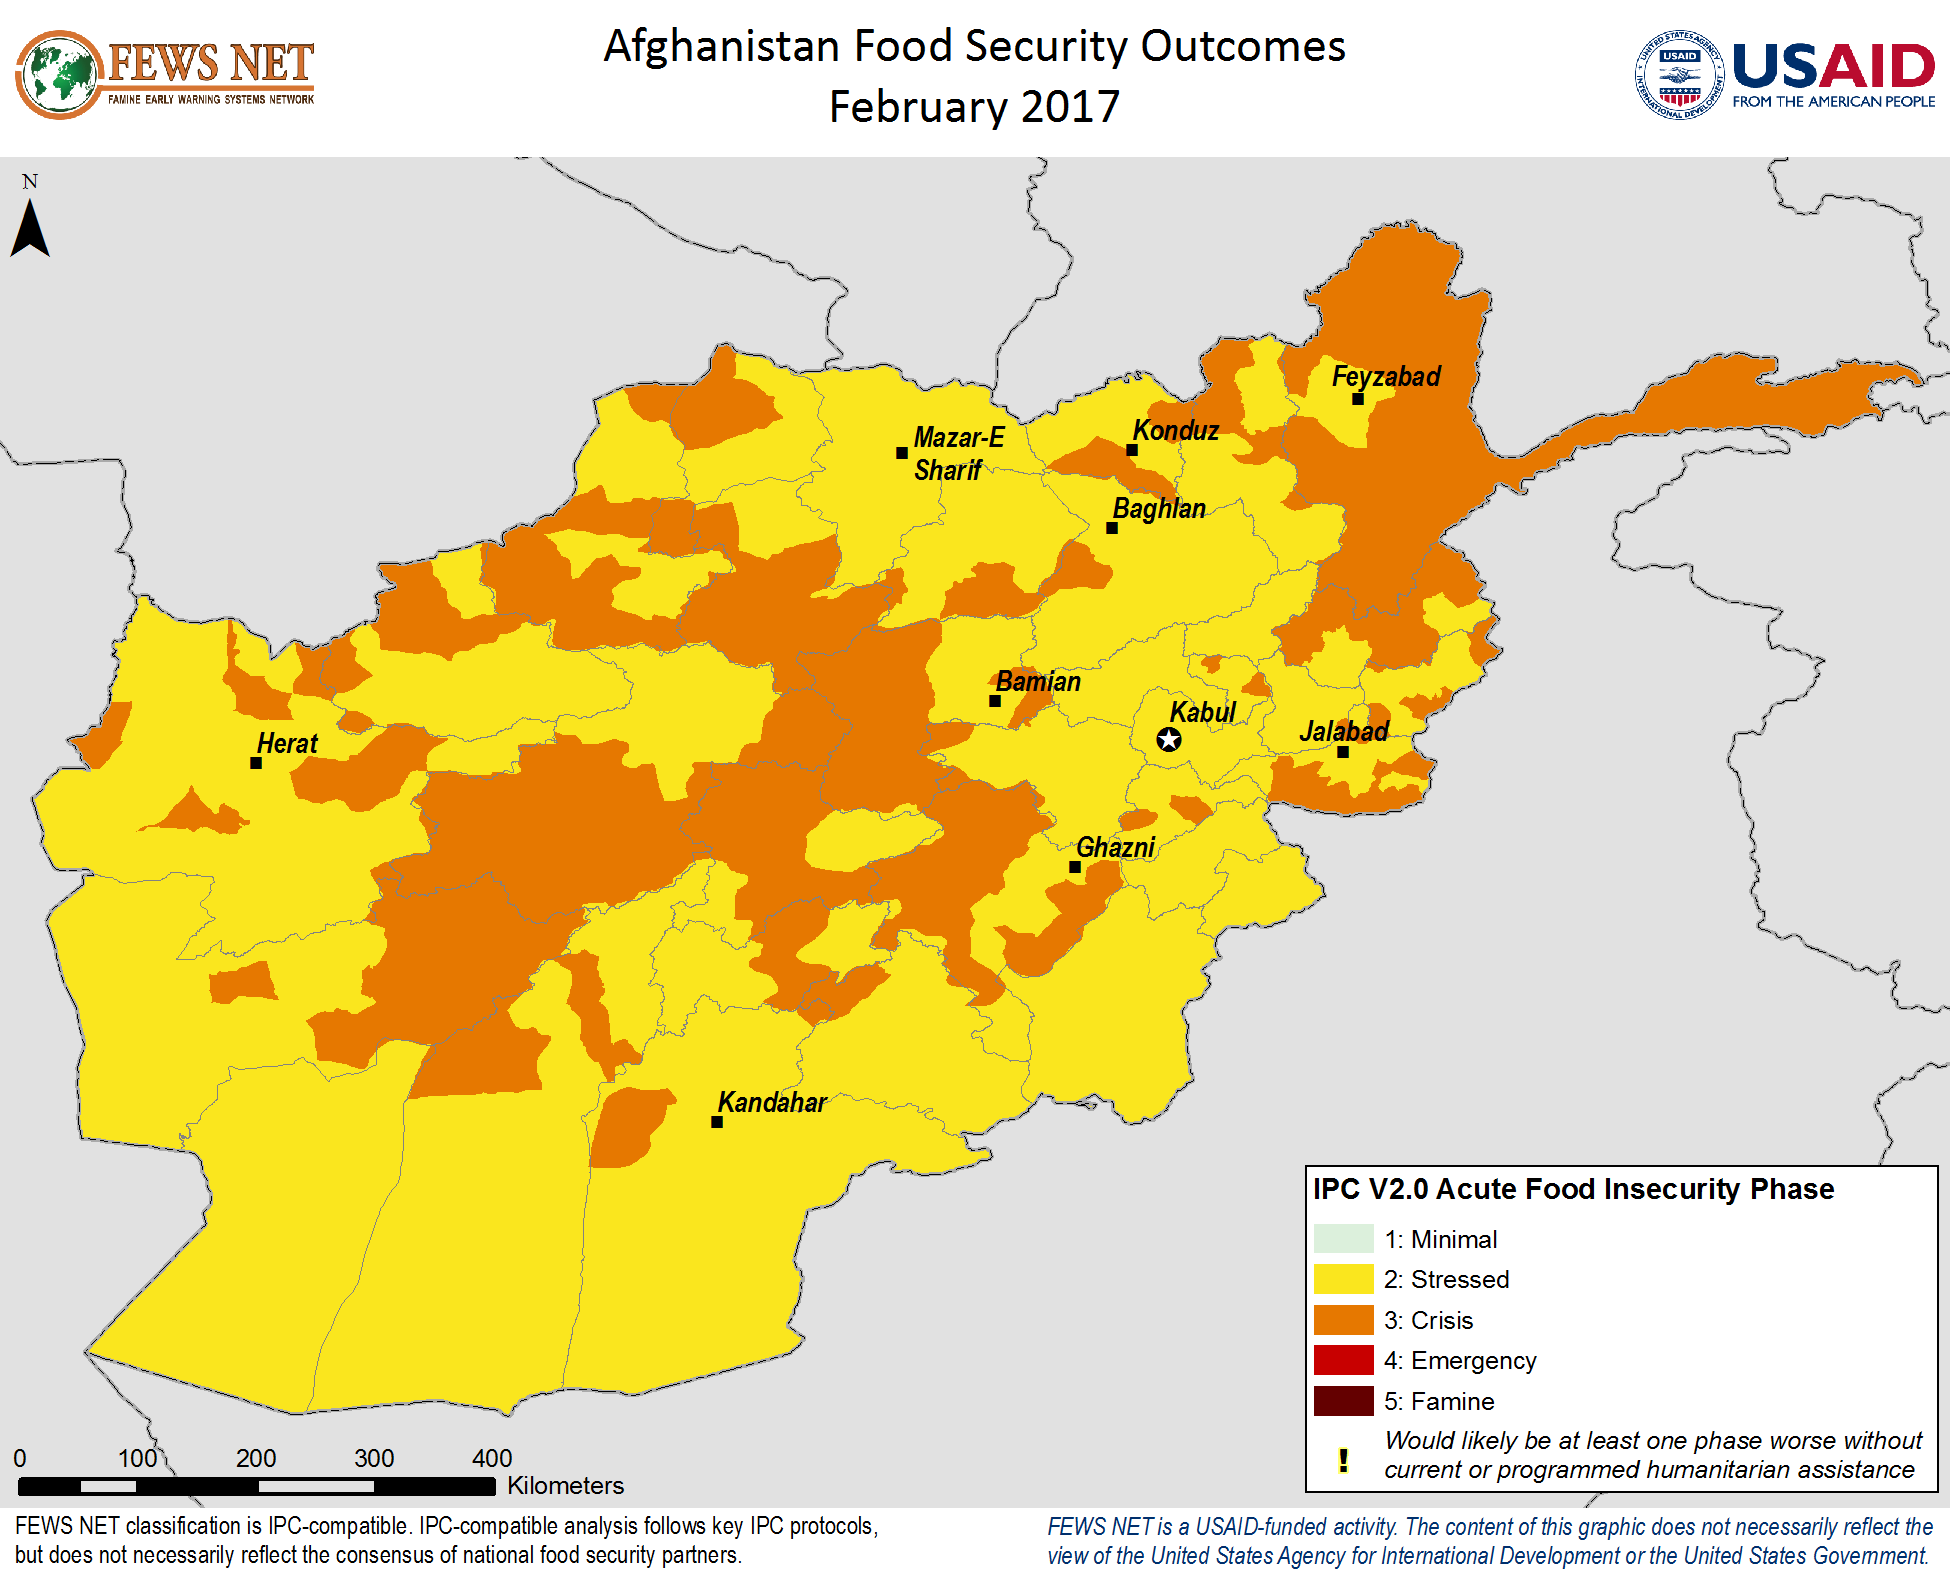 FEWS NET
FAMINE EARLY WARNING SYSTEMS NETWORK
Afghanistan Food Security Outcomes
February 2017
UNITED STATES AGENCY
USAID
INTERNATIONAL DEVELOPMENT
USAID
FROM THE AMERICAN PEOPLE
N
Feyzabad
Mazar-E
Sharif
Konduz
Baghlan
Bamian
Kabul
Herat
Jalabad
Ghazni
Kandahar
IPC V2.0 Acute Food Insecurity Phase
1: Minimal
2: Stressed
3: Crisis
4: Emergency
5: Famine
! Would likely be at least one phase worse without
current or programmed humanitarian assistance
0 100 200 300 400
Kilometers
FEWS NET classification is IPC-compatible. IPC-compatible analysis follows key IPC protocols,
but does not necessarily reflect the consensus of national food security partners.
FEWS NET is a USAID-funded activity. The content of this graphic does not necessarily reflect the
view of the United States Agency for International Development or the United States Government.